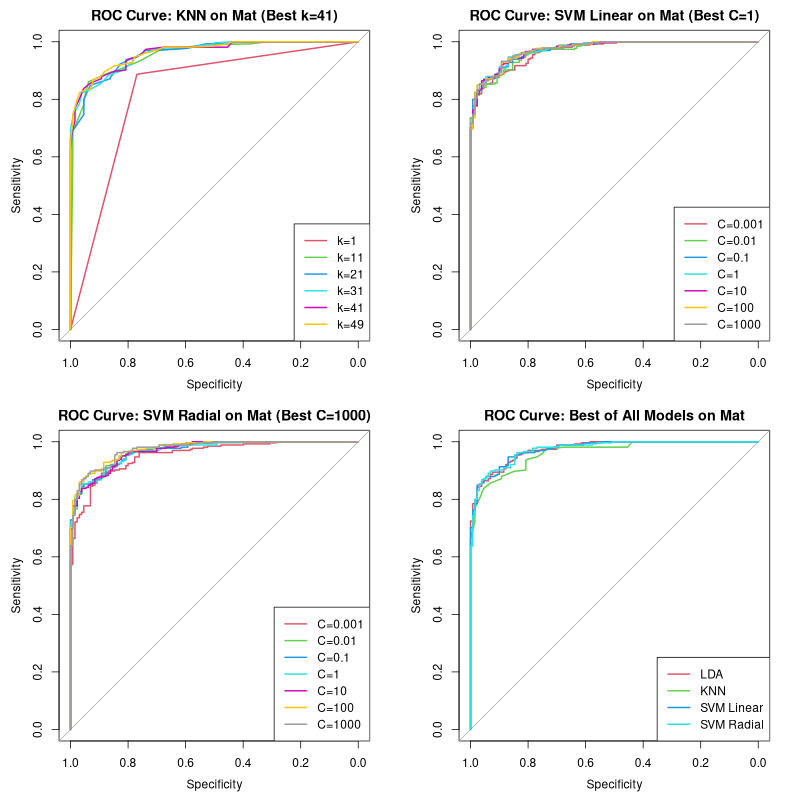 ROC Curve: KNN on Mat (Best k=41)
1.0
0.8
0.6
0.4
0.2
0.0
Sensitivity
k=1
k=11
k=21
k=31
k=41
k=49
1.0
0.8
0.6
0.4
0.2
0.0
Specificity
ROC Curve: SVM Linear on Mat (Best C=1)
1.0
0.8
0.6
0.4
0.2
0.0
Sensitivity
C=0.001
C=0.01
C=0.1
C=1
C=10
C=100
C=1000
1.0
0.8
0.6
0.4
0.2
0.0
Specificity
ROC Curve: SVM Radial on Mat (Best C=1000)
1.0
0.8
0.6
0.4
0.2
0.0
Sensitivity
C=0.001
C=0.01
C=0.1
C=1
C=10
C=100
C=1000
1.0
0.8
0.6
0.4
0.2
0.0
Specificity
ROC Curve: Best of All Models on Mat
1.0
0.8
0.6
0.4
0.2
0.0
Sensitivity
LDA
KNN
SVM Linear
SVM Radial
1.0
0.8
0.6
0.4
0.2
0.0
Specificity